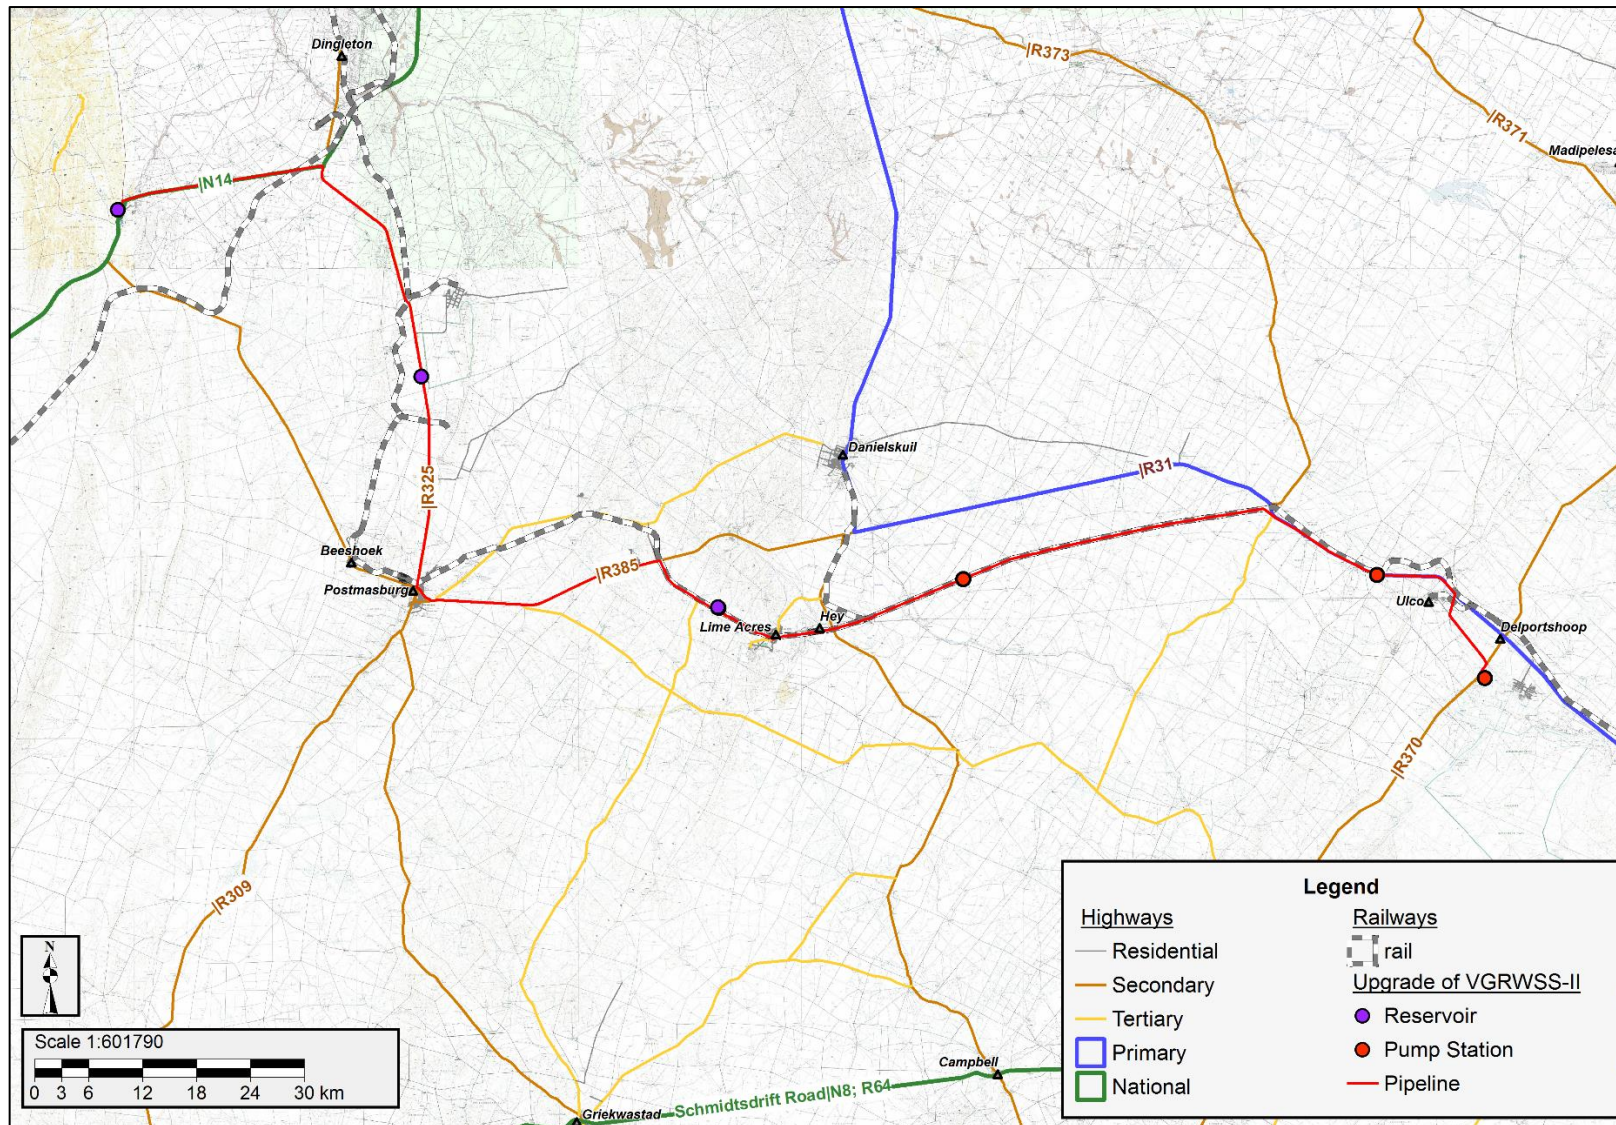 Dingleton
|R373
|R371
Madipelesa
|N14
Danielskuil
|R31
|R325
Beeshoek
|R385
Postmasburg
Hey
Lime Acres
Ulco
Delportshoop
|R370
|R309
Campbell
Schmidtsdrift Road|N8; R64
Griekwastad
N
Scale 1:601790
0 3 6 12 18 24 30 km
Legend
Highways
Residential
Secondary
Tertiary
Primary
National
Railways
rail
Upgrade of VGRWSS-II
Reservoir
Pump Station
Pipeline